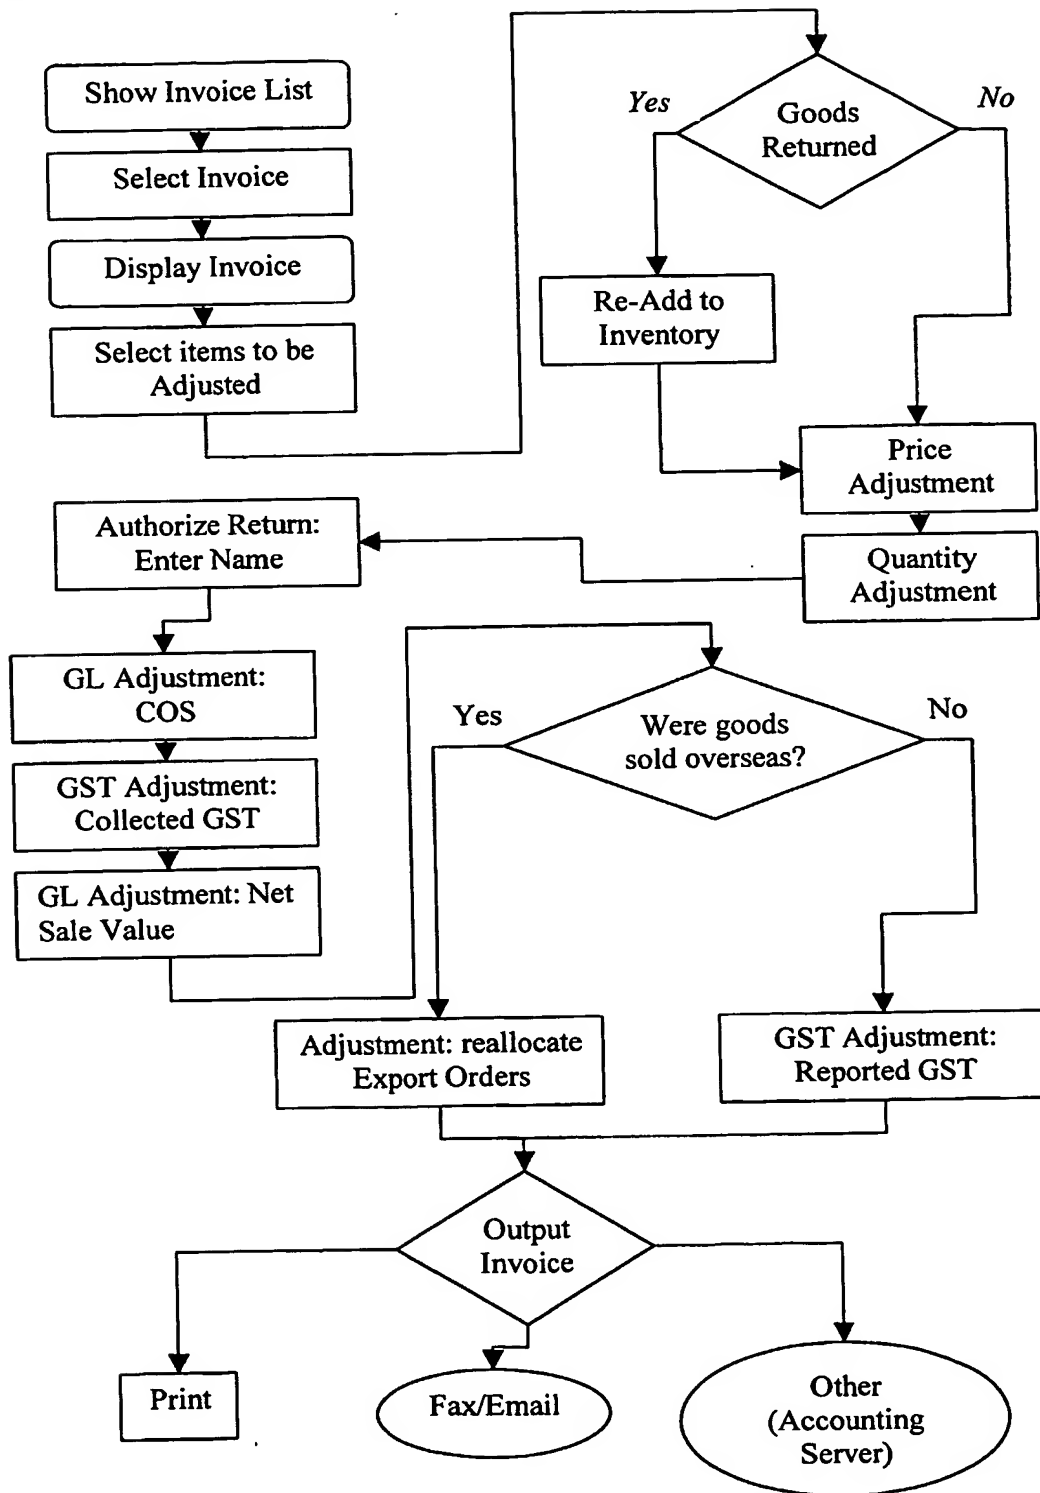 Show Invoice List
Select Invoice
Display Invoice
Select items to be
Adjusted
Yes
Goods
Returned
No
Re-Add to
Inventory
Price
Adjustment
Quantity
Adjustment
Authorize Return:
Enter Name
GL Adjustment:
COS
GST Adjustment:
Collected GST
GL Adjustment: Net
Sale Value
Yes
Were goods
sold overseas?
No
Adjustment: reallocate
Export Orders
GST Adjustment:
Reported GST
Output
Invoice
Print
Fax/Email
Other
(Accounting
Server)